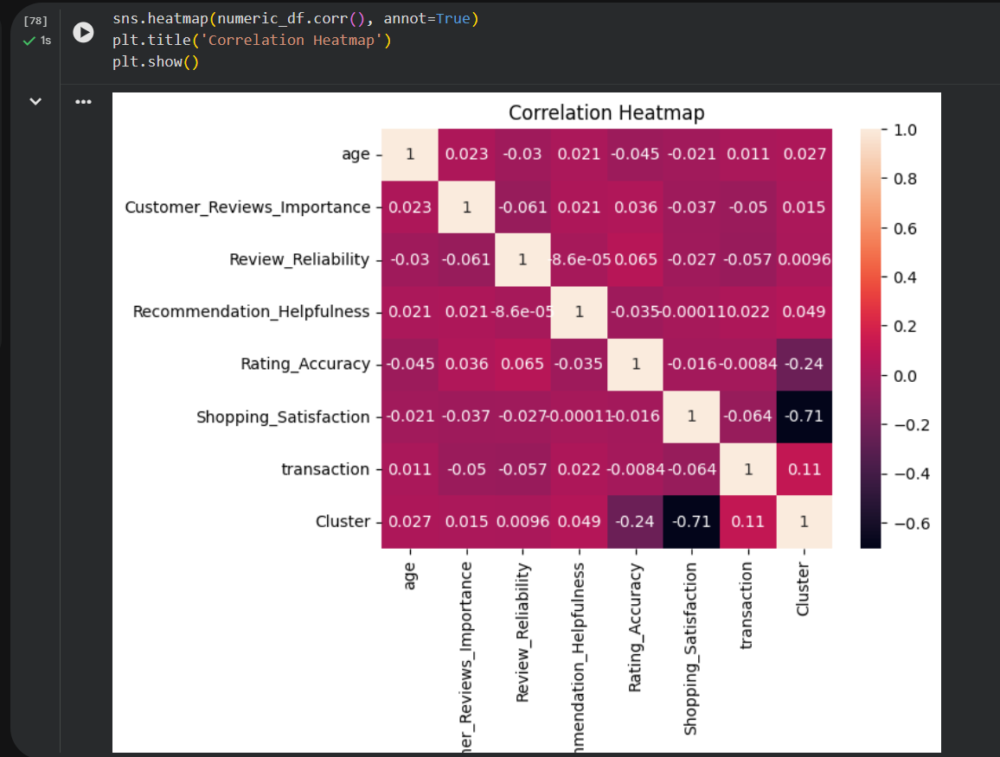 [78]
1s
sns.heatmap(numeric_df.corr(), annot=True)
plt.title('Correlation Heatmap')
plt.show()
Correlation Heatmap
age 1 0.023 -0.03 0.021 -0.045 -0.021 0.011 0.027
Customer_Reviews_Importance 0.023 1 -0.061 0.021 0.036 -0.037 -0.05 0.015
Review_Reliability -0.03 -0.061 1 -8.6e-05 0.065 -0.027 -0.057 0.0096
Recommendation_Helpfulness 0.021 0.021 -8.6e-05 1 -0.035 -0.00011 0.022 0.049
Rating_Accuracy -0.045 0.036 0.065 -0.035 1 -0.016 -0.0084 -0.24
Shopping_Satisfaction -0.021 -0.037 -0.027 -0.00011 -0.016 1 -0.064 -0.71
transaction 0.011 -0.05 -0.057 0.022 -0.0084 -0.064 1 0.11
Cluster 0.027 0.015 0.0096 0.049 -0.24 -0.71 0.11 1
age
er_Reviews_Importance
Review_Reliability
mmendation_Helpfulness
Rating_Accuracy
Shopping_Satisfaction
transaction
Cluster
1.0
0.8
0.6
0.4
0.2
0.0
−0.2
−0.4
−0.6